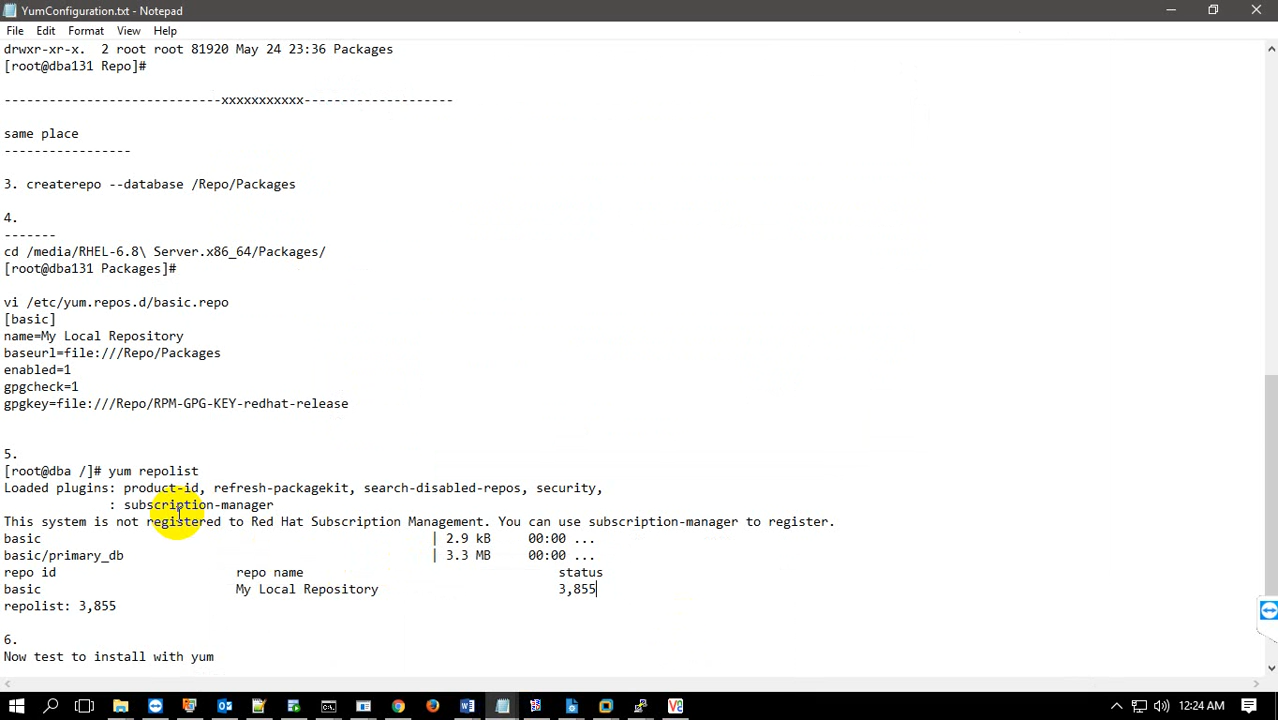 YumConfiguration.txt - Notepad
File Edit Format View Help
drwxr-xr-x. 2 root root 81920 May 24 23:36 Packages
[root@dba131 Repo]#
-----------------------------xxxxxxxxxxx--------------------
same place
-----------------
3. createrepo --database /Repo/Packages
4.
-------
cd /media/RHEL-6.8\ Server.x86_64/Packages/
[root@dba131 Packages]#
vi /etc/yum.repos.d/basic.repo
[basic]
name=My Local Repository
baseurl=file:///Repo/Packages
enabled=1
gpgcheck=1
gpgkey=file:///Repo/RPM-GPG-KEY-redhat-release
5.
[root@dba /]# yum repolist
Loaded plugins: product-id, refresh-packagekit, search-disabled-repos, security,
: subscription-manager
This system is not registered to Red Hat Subscription Management. You can use subscription-manager to register.
basic | 2.9 kB 00:00 ...
basic/primary_db | 3.3 MB 00:00 ...
repo id repo name status
basic My Local Repository 3,855
repolist: 3,855
6.
Now test to install with yum
12:24 AM